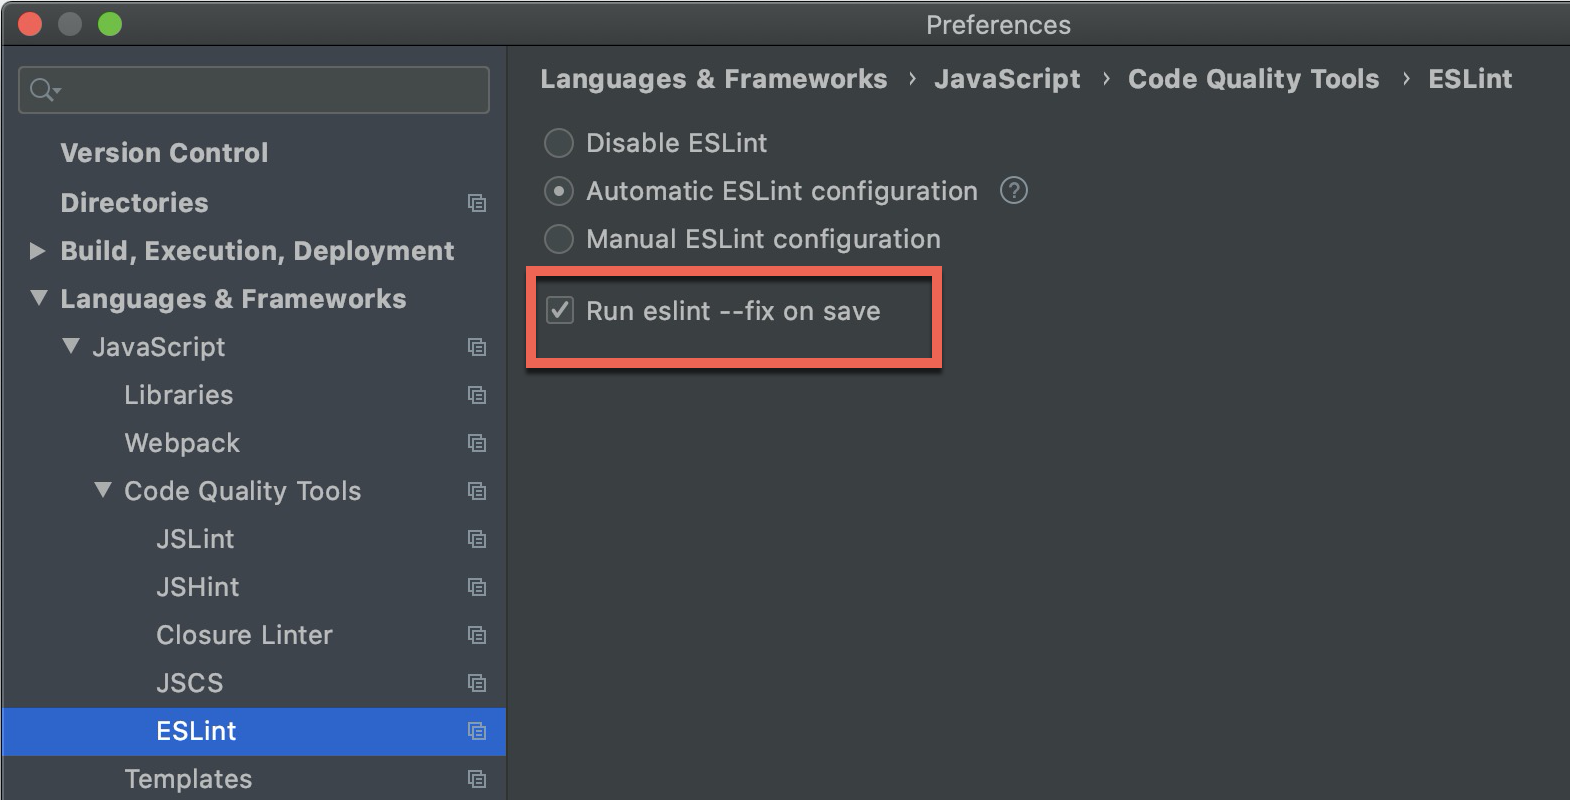 Preferences
Version Control
Directories
Build, Execution, Deployment
Languages & Frameworks
JavaScript
Libraries
Webpack
Code Quality Tools
JSLint
JSHint
Closure Linter
JSCS
ESLint
Templates
Languages & Frameworks › JavaScript › Code Quality Tools › ESLint
Disable ESLint
Automatic ESLint configuration ?
Manual ESLint configuration
Run eslint --fix on save